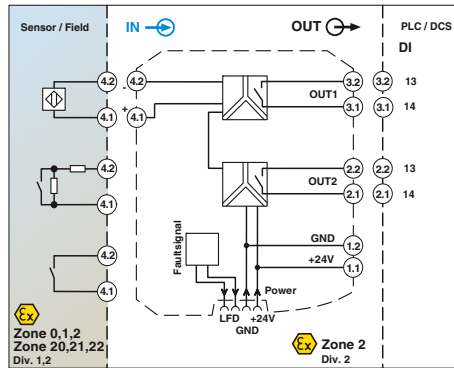 Sensor / Field
IN
OUT
PLC / DCS
DI
4.2
-
4.2
3.2
3.2
13
OUT1
4.1
+
4.1
3.1
3.1
14
4.2
2.2
2.2
13
OUT2
4.1
2.1
2.1
14
Faultsignal
GND
1.2
4.2
+24V
1.1
4.1
Power
LFD
+24V
GND
Ex
Zone 0,1,2
Zone 20,21,22
Div. 1,2
Ex
Zone 2
Div. 2